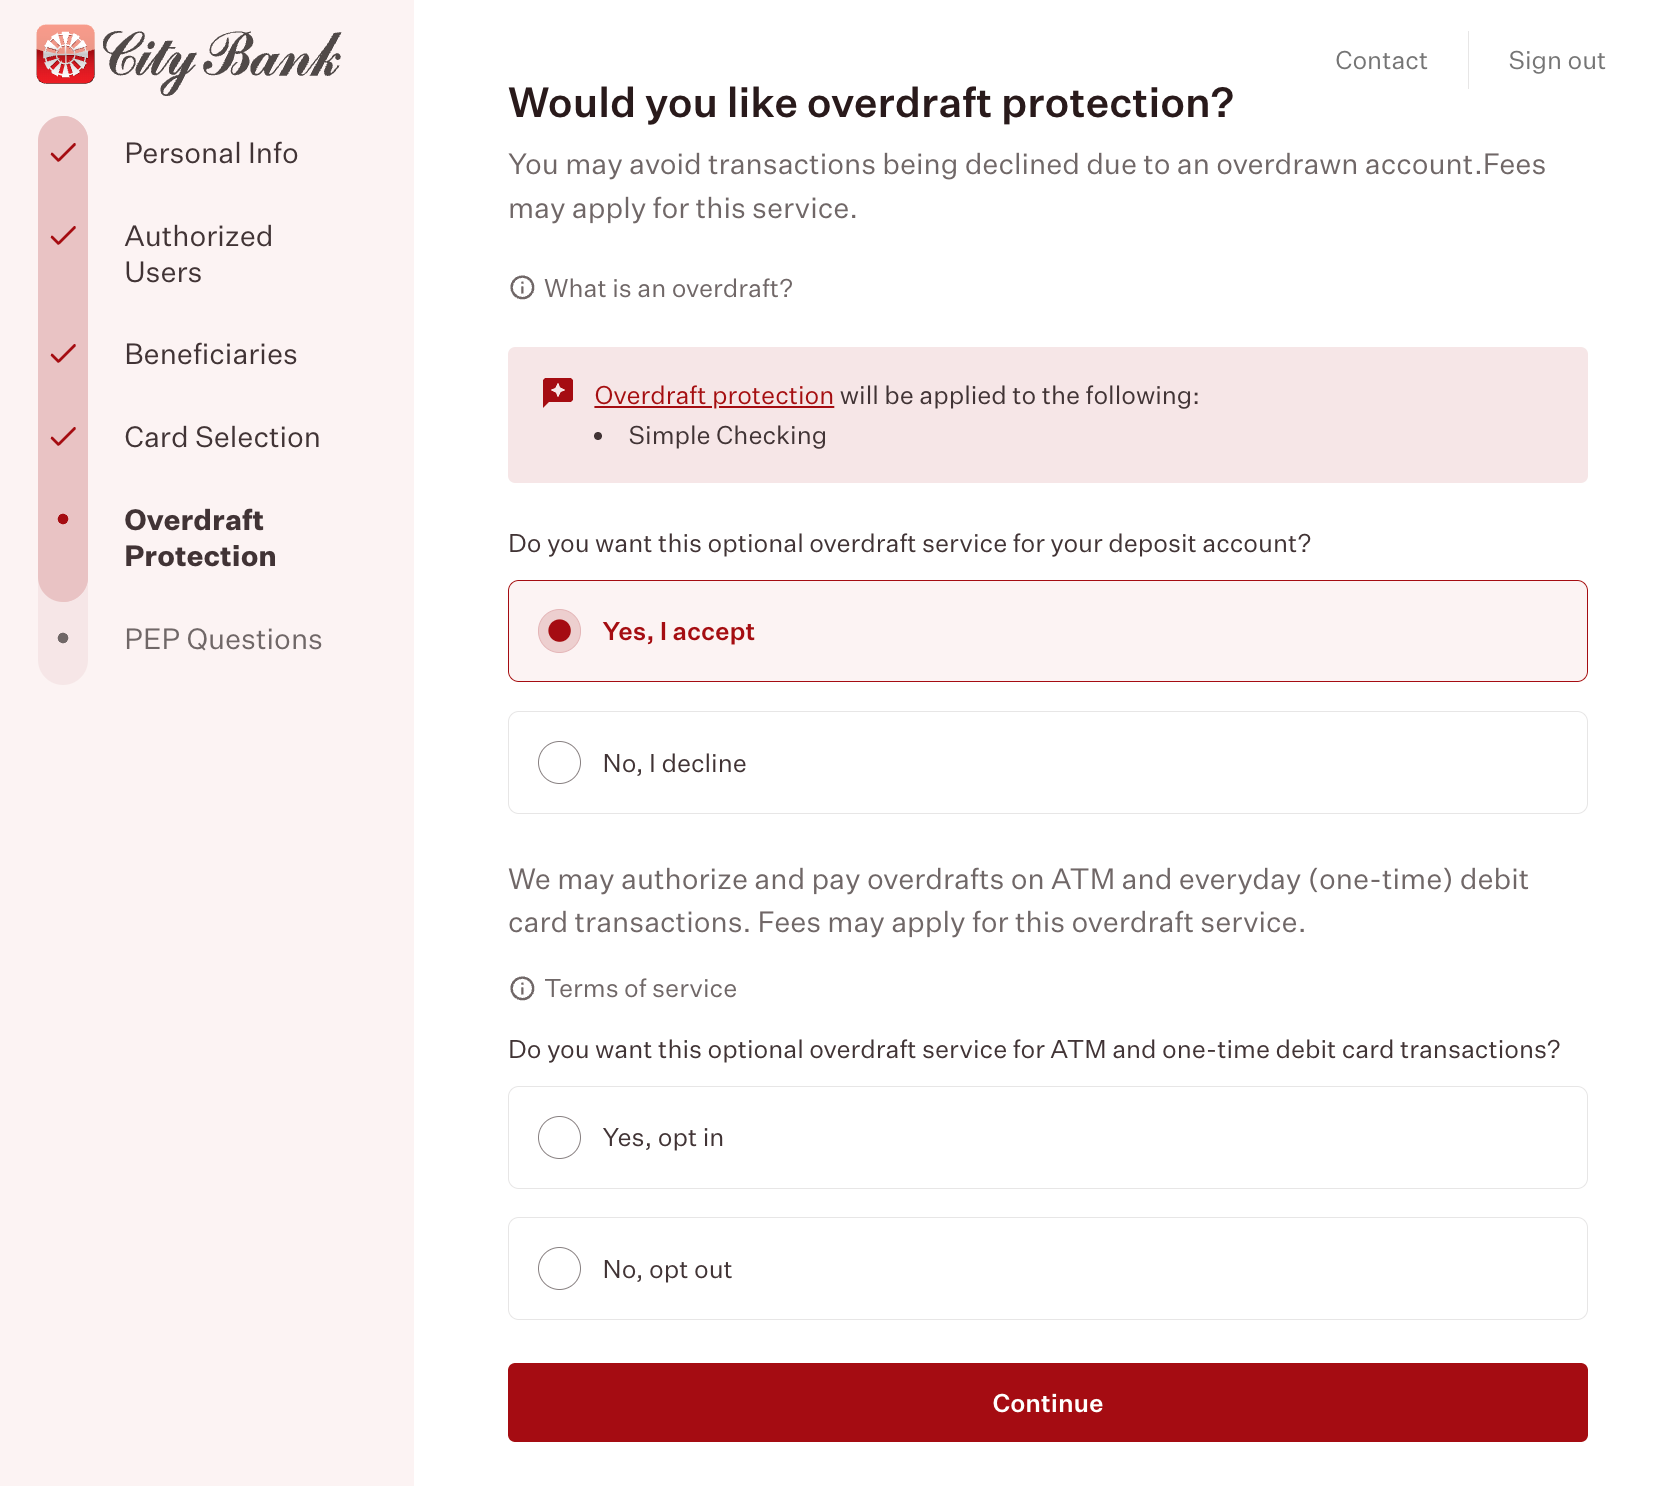 City Bank
Personal Info
Authorized
Users
Beneficiaries
Card Selection
Overdraft
Protection
PEP Questions
Contact
Sign out
Would you like overdraft protection?
You may avoid transactions being declined due to an overdrawn account.Fees
may apply for this service.
What is an overdraft?
Overdraft protection will be applied to the following:
• Simple Checking
Do you want this optional overdraft service for your deposit account?
Yes, I accept
No, I decline
We may authorize and pay overdrafts on ATM and everyday (one-time) debit
card transactions. Fees may apply for this overdraft service.
Terms of service
Do you want this optional overdraft service for ATM and one-time debit card transactions?
Yes, opt in
No, opt out
Continue